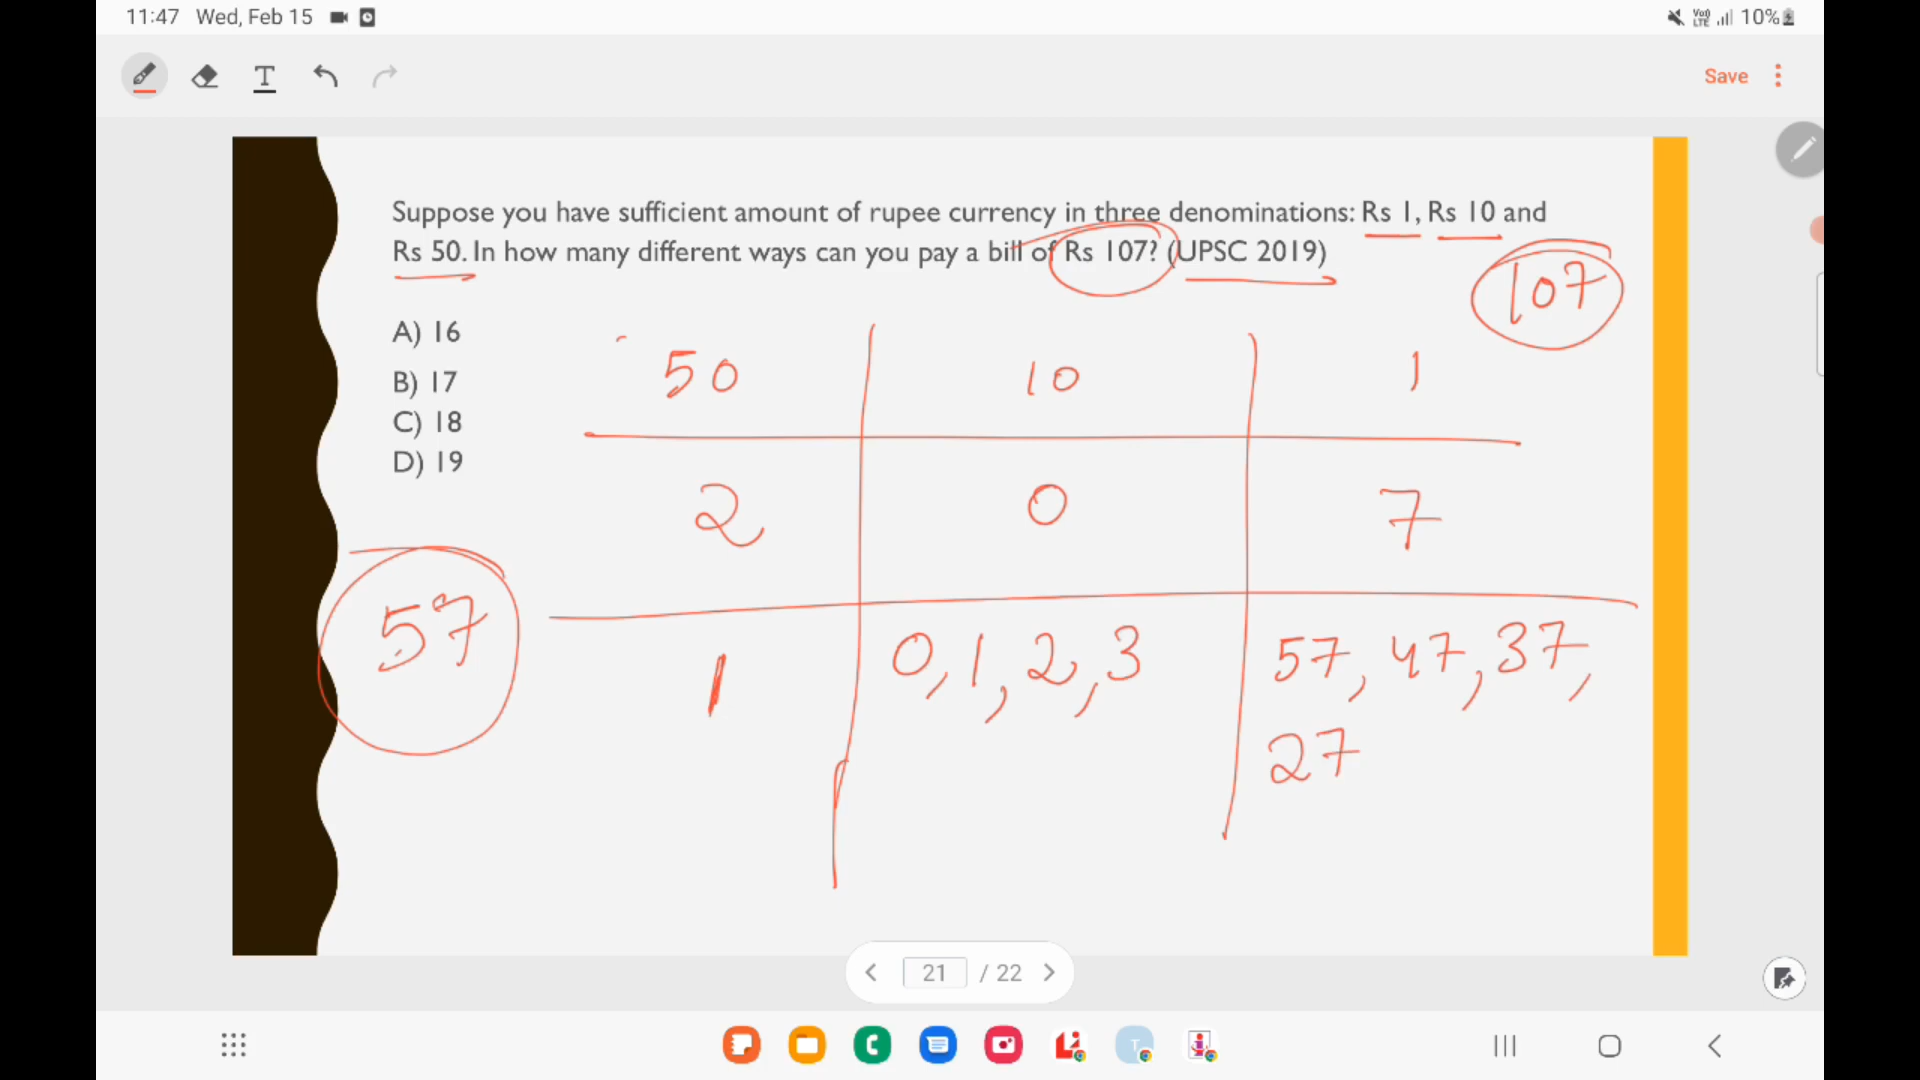 11:47 Wed, Feb 15
Vo)) LTE 10%
T
Save
Suppose you have sufficient amount of rupee currency in three denominations: Rs 1, Rs 10 and
Rs 50. In how many different ways can you pay a bill of Rs 107? (UPSC 2019)
107
A) 16
B) 17
C) 18
D) 19
50 10 1
2 0 7
57
1 0, 1, 2, 3 57, 47, 37,
27
21 / 22
T